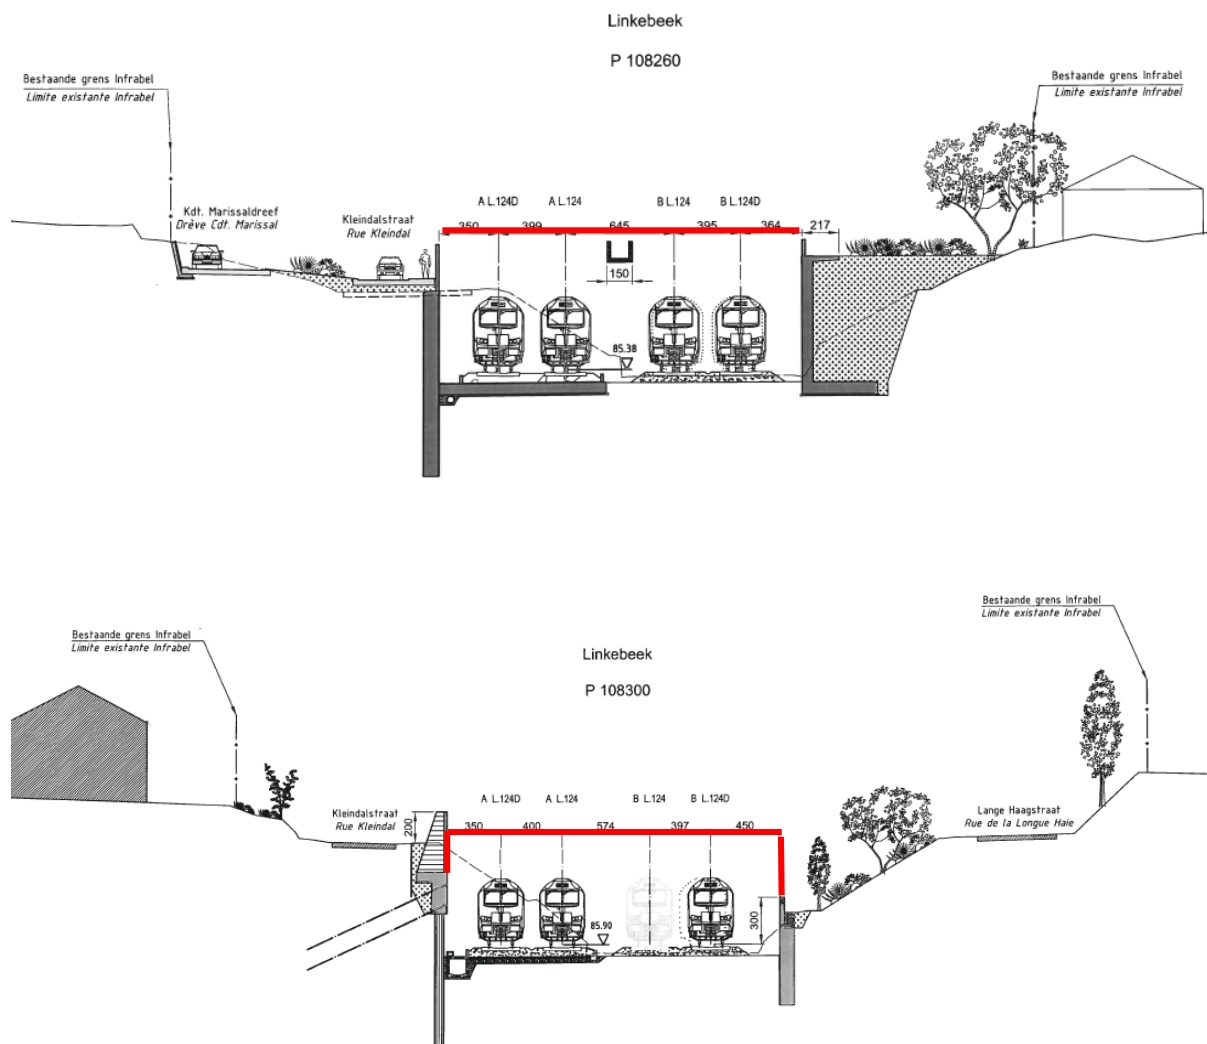 Linkebeek
P 108260
Bestaande grens Infrabel
Limite existante Infrabel
Bestaande grens Infrabel
Limite existante Infrabel
A L.124D
A L.124
B L.124
B L.124D
Kdt. Marissaldreef
Drève Cdt. Marissal
Kleindalstraat
Rue Kleindal
350
399
645
395
364
217
150
85.38
Bestaande grens Infrabel
Limite existante Infrabel
Bestaande grens Infrabel
Limite existante Infrabel
Linkebeek
P 108300
A L.124D
A L.124
B L.124
B L.124D
Kleindalstraat
Rue Kleindal
200
350
400
574
397
450
Lange Haagstraat
Rue de la Longue Haie
85.90
300